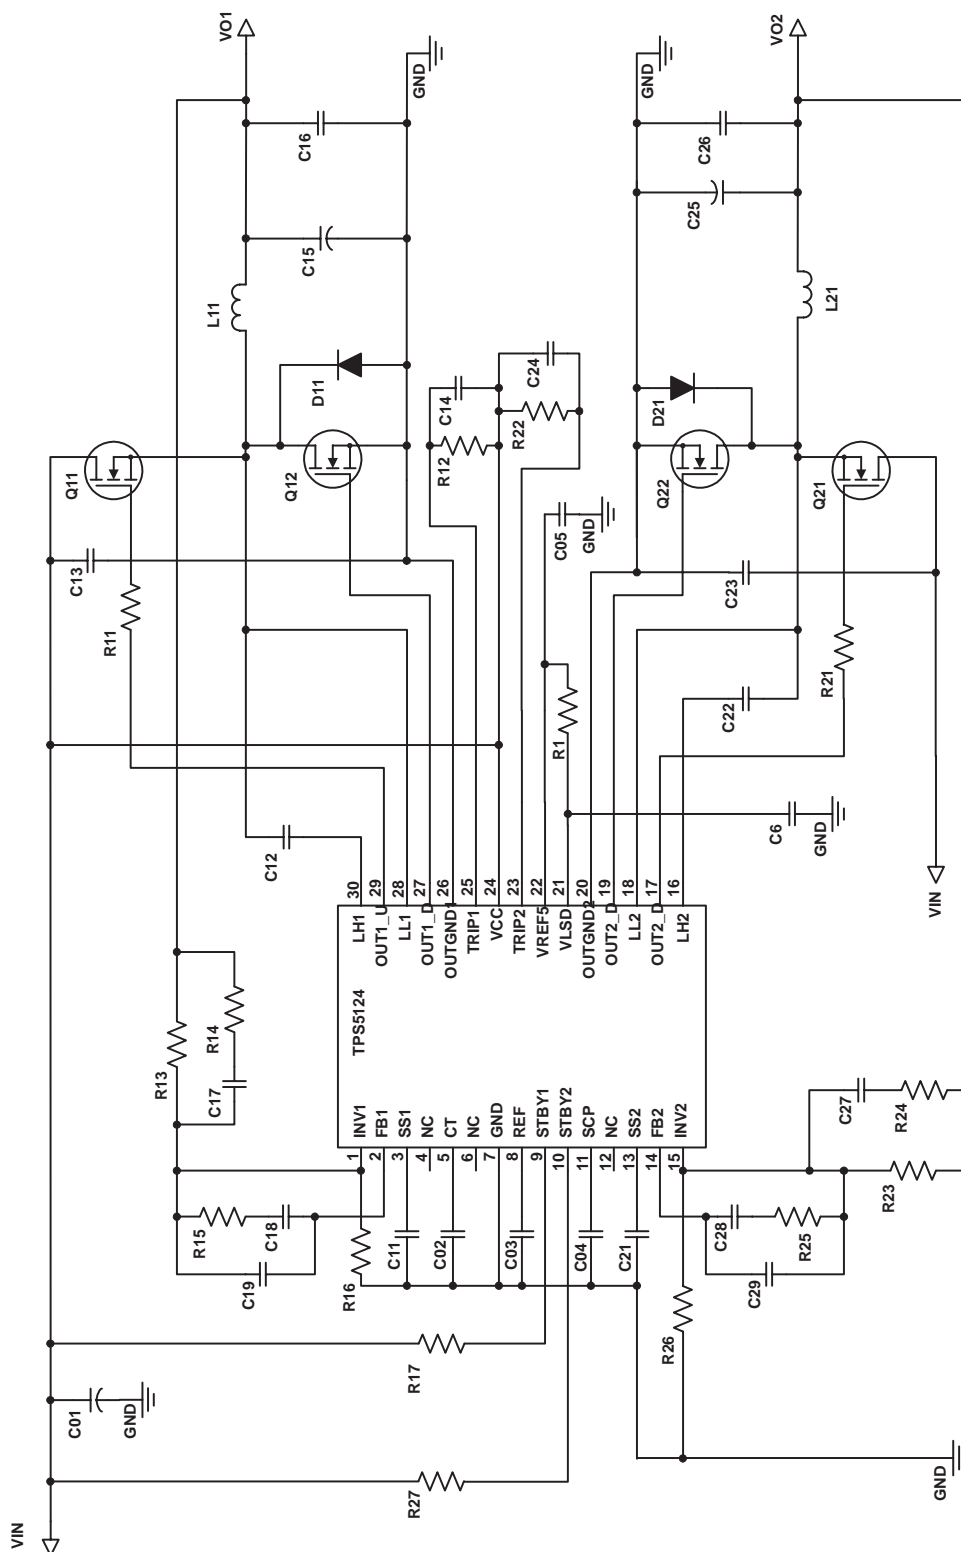 VO1
GND
C16
C15
L11
D11
Q12
Q11
C13
R11
C12
R12
C14
R22
C24
C05
GND
R1
C6
GND
VO2
GND
C26
C25
L21
D21
Q22
Q21
C23
C22
R21
VIN
30
29
28
27
26
25
24
23
22
21
20
19
18
17
16
LH1
OUT1_U
LL1
OUT1_D
OUTGND1
TRIP1
VCC
TRIP2
VREF5
VLSD
OUTGND2
OUT2_D
LL2
OUT2_D
LH2
TPS5124
INV1
FB1
SS1
NC
CT
NC
GND
REF
STBY1
STBY2
SCP
NC
SS2
FB2
INV2
1
2
3
4
5
6
7
8
9
10
11
12
13
14
15
R13
R14
C17
R15
C18
C19
R16
C11
C02
C03
C04
C21
R17
R27
C01
GND
VIN
C27
R24
R23
C28
R25
C29
R26
GND